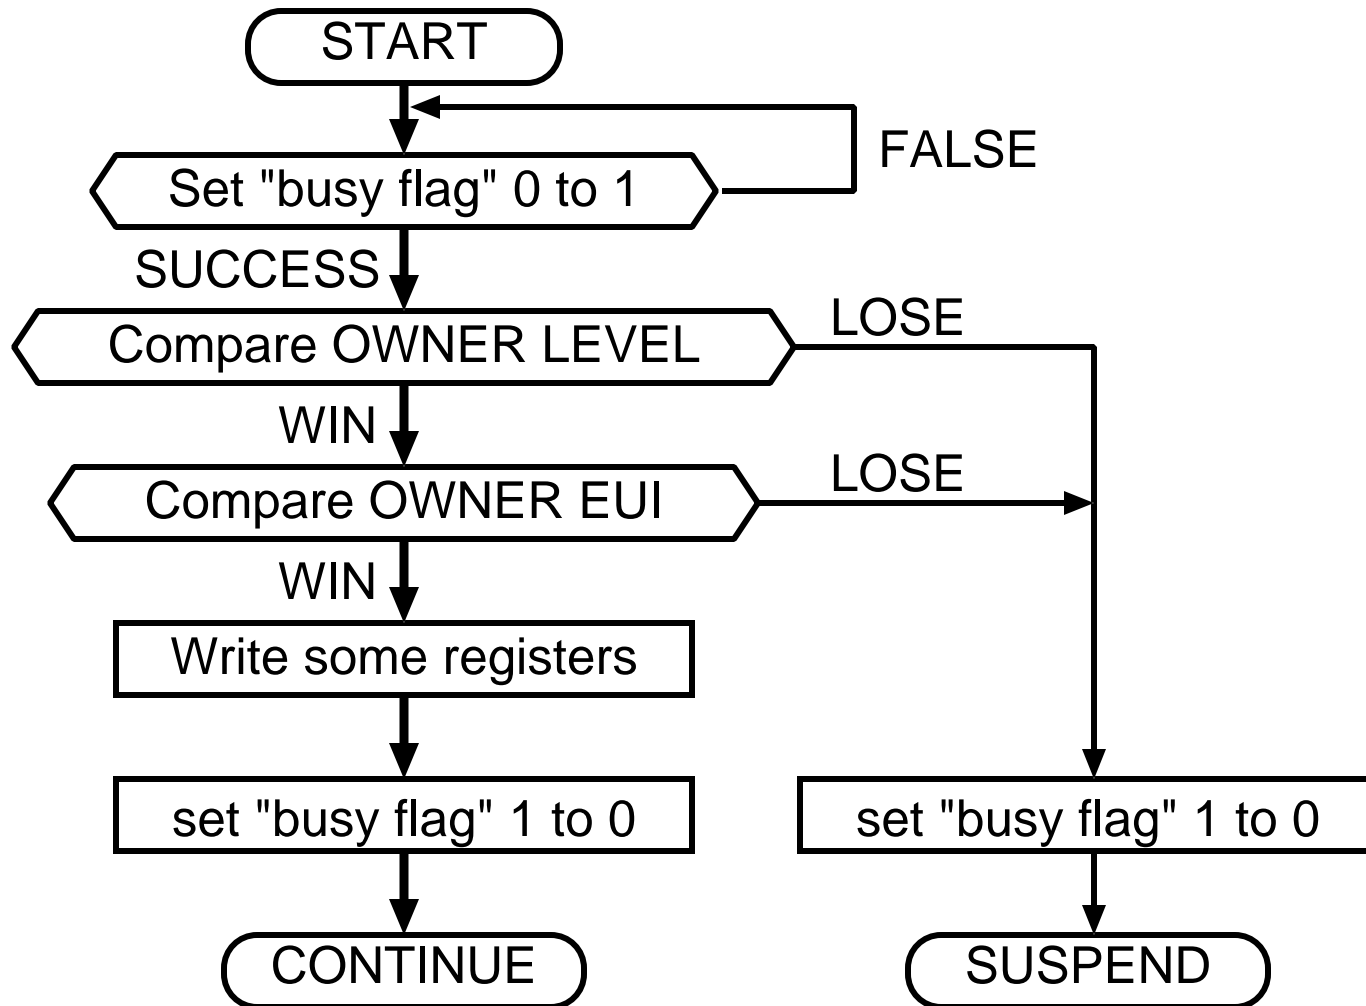 START
FALSE
Set "busy flag" 0 to 1
SUCCESS
LOSE
Compare OWNER LEVEL
WIN
LOSE
Compare OWNER EUI
WIN
Write some registers
set "busy flag" 1 to 0
set "busy flag" 1 to 0
CONTINUE
SUSPEND